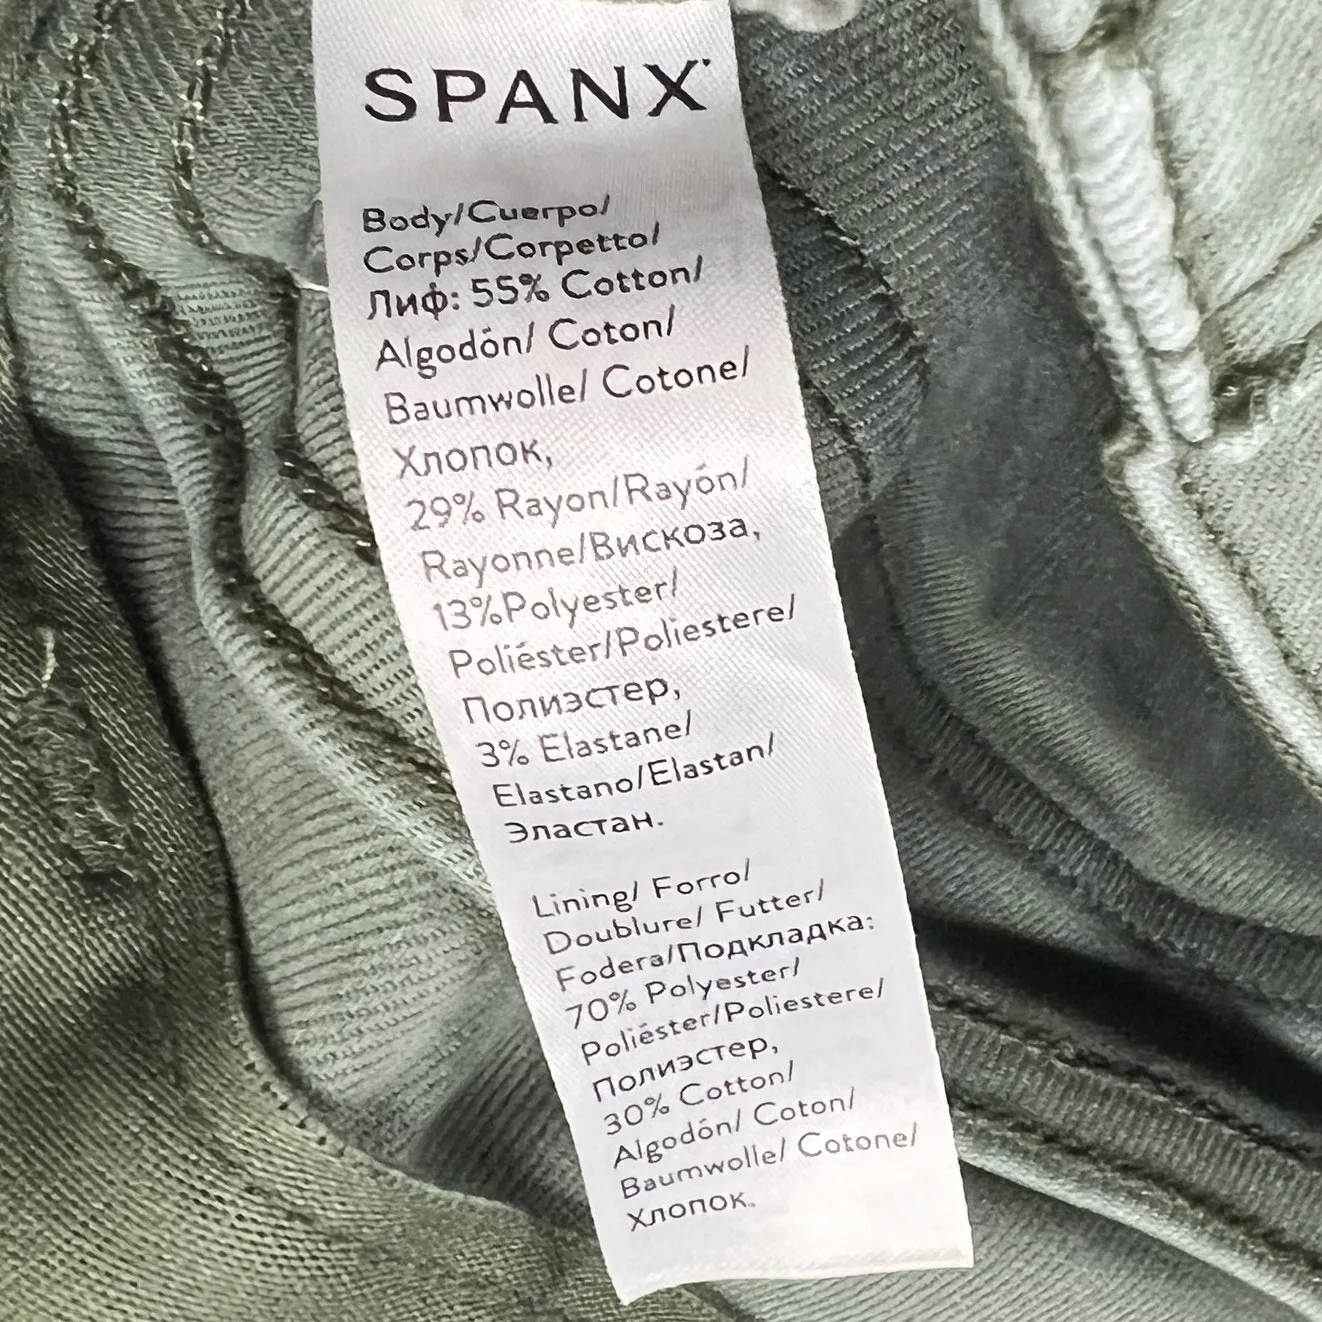 SPANX
Body/Cuerpo/
Corps/Corpetto/
Лиф: 55% Cotton/
Algodón/ Coton/
Baumwolle/ Cotone/
Хлопок,
29% Rayon/Rayón/
Rayonne/Вискоза,
13%Polyester/
Poliéster/Poliestere/
Полиэстер,
3% Elastane/
Elastano/Elastan/
Эластан.
Lining/ Forro/
Doublure/ Futter/
Fodera/Подкладка:
70% Polyester/
Poliéster/Poliestere/
Полиэстер,
30% Cotton/
Algodón/ Coton/
Baumwolle/ Cotone/
Хлопок.